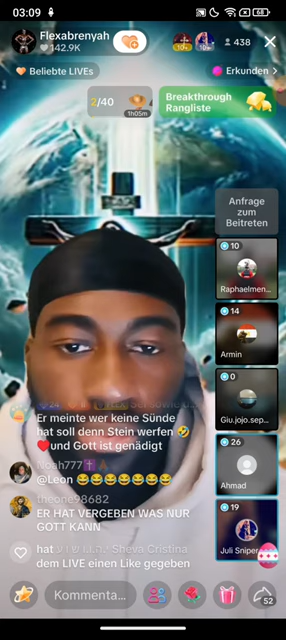 03:09
68
Flexabrenyah
142.9K
438
Beliebte LIVEs
Erkunden >
2/40
1h05m
Breakthrough
Rangliste
Anfrage
zum
Beitreten
10
Raphaelmen...
14
Armin
0
Giu.jojo.sep...
26
Ahmad
19
Juli Sniper
Er meinte wer keine Sünde
hat soll denn Stein werfen 🤣
❤️und Gott ist genädigt
Noah777✝️🙏
@Leon 😂😂😂😂😂😂😂
theone98682
ER HAT VERGEBEN WAS NUR
GOTT KANN
hat Sheva Cristina
dem LIVE einen Like gegeben
Kommenta...
52